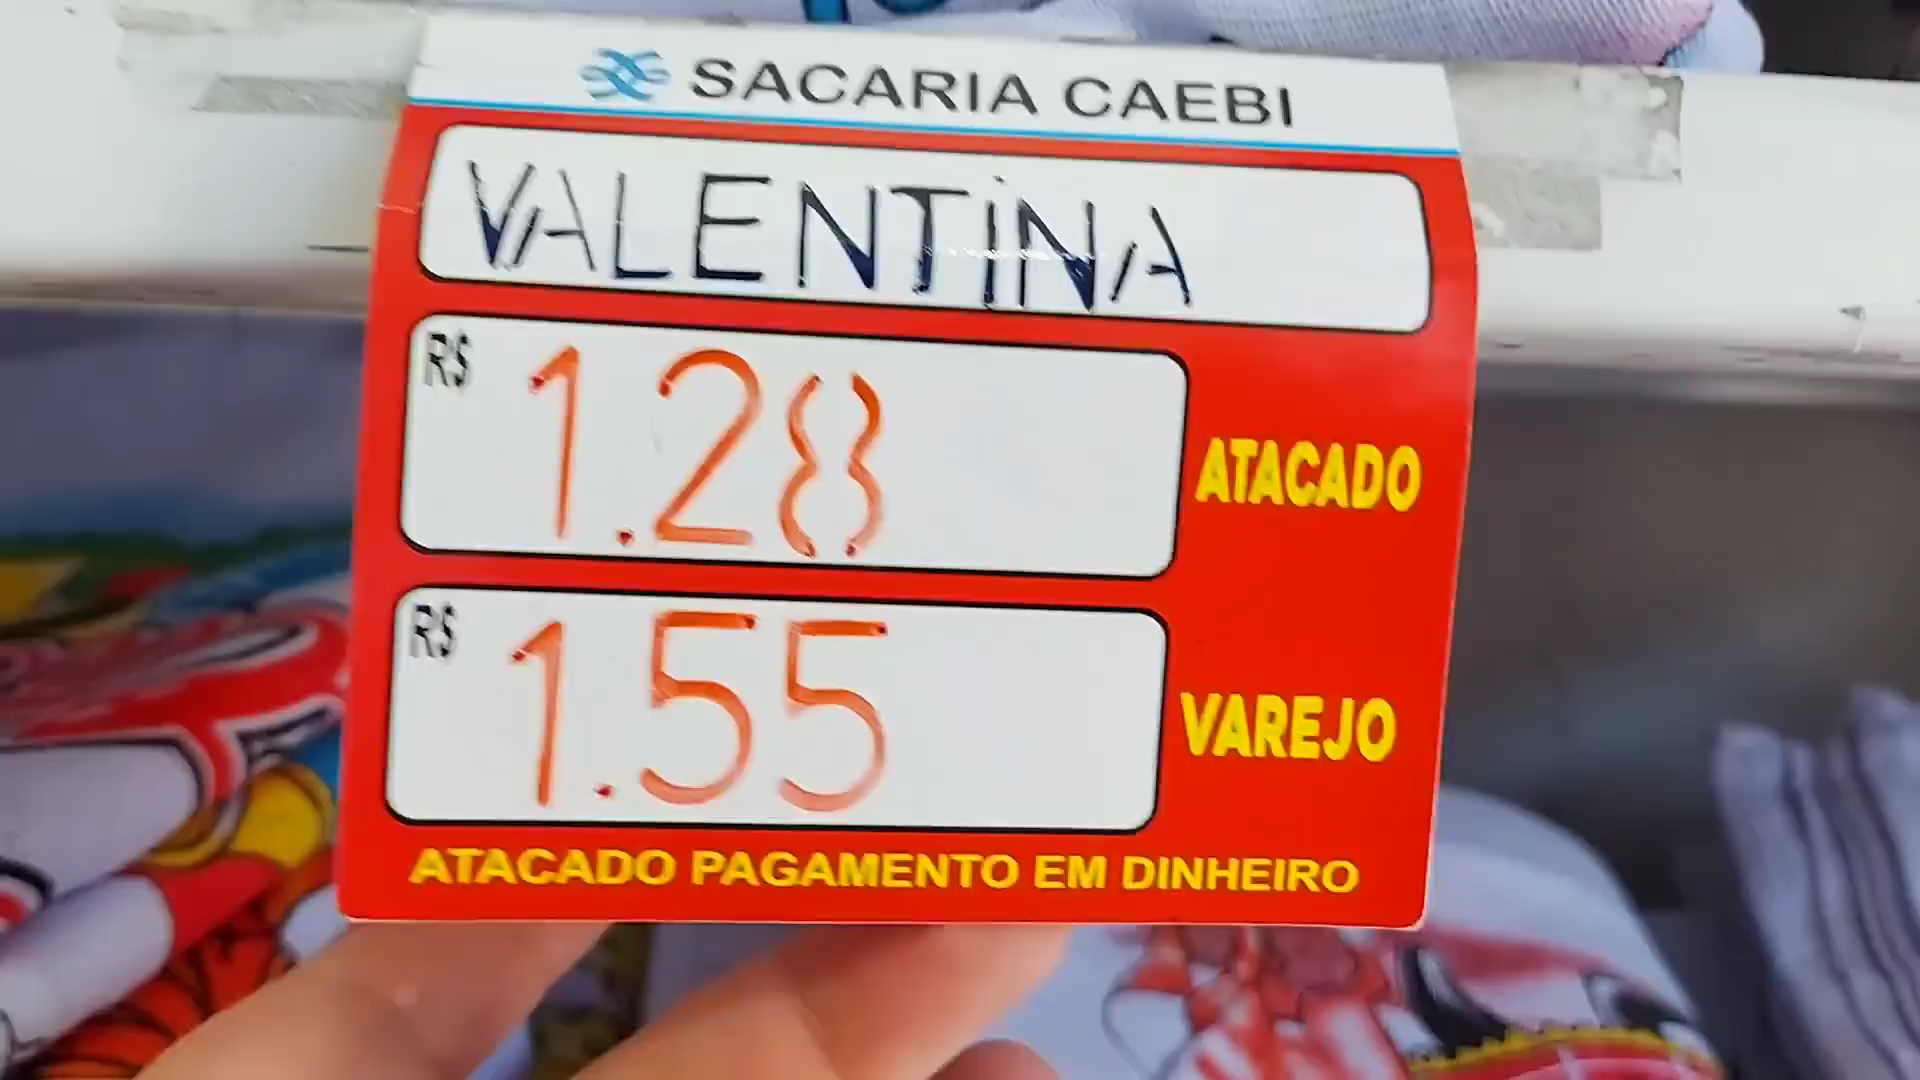 SACARIA CAEBI
VALENTINA
R$ 1.28 ATACADO
R$ 1.55 VAREJO
ATACADO PAGAMENTO EM DINHEIRO